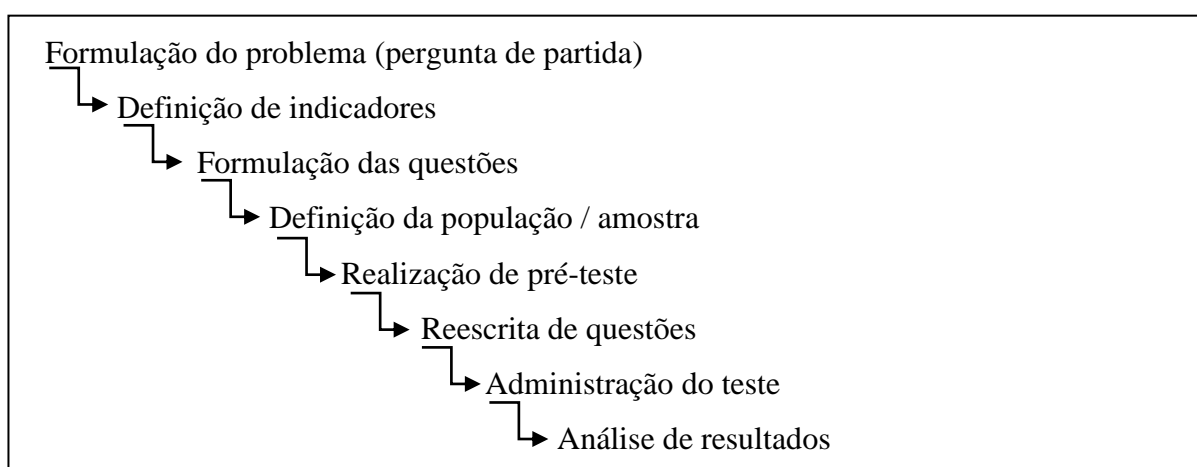 Formulação do problema (pergunta de partida)
Definição de indicadores
Formulação das questões
Definição da população / amostra
Realização de pré-teste
Reescrita de questões
Administração do teste
Análise de resultados